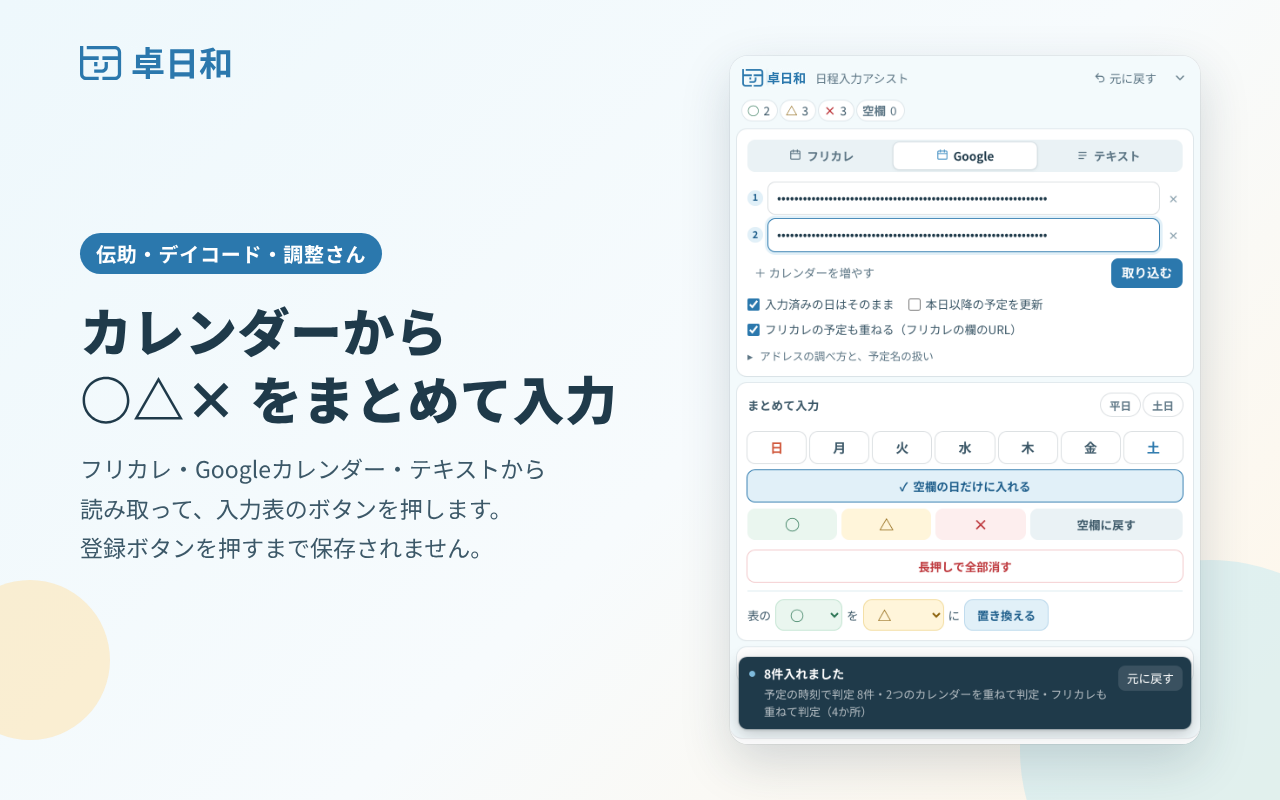 卓日和
伝助・デイコード・調整さん
カレンダーから
○△× をまとめて入力
フリカレ・Googleカレンダー・テキストから
読み取って、入力表のボタンを押します。
登録ボタンを押すまで保存されません。
卓日和 日程入力アシスト 元に戻す
○ 2 △ 3 × 3 空欄 0
フリカレ Google テキスト
1 •••••••••••••••••••••••••••••••••••••••••••••••••••••••••••••••• ×
2 •••••••••••••••••••••••••••••••••••••••••••••••••••••••••••••••• ×
＋ カレンダーを増やす 取り込む
入力済みの日はそのまま 本日以降の予定を更新
フリカレの予定も重ねる（フリカレの欄のURL）
▸ アドレスの調べ方と、予定名の扱い
まとめて入力 平日 土日
日 月 火 水 木 金 土
✓ 空欄の日だけに入れる
○ △ × 空欄に戻す
長押しで全部消す
表の ○ を △ に 置き換える
8件入れました 元に戻す
予定の時刻で判定 8件・2つのカレンダーを重ねて判定・フリカレも
重ねて判定（4か所）